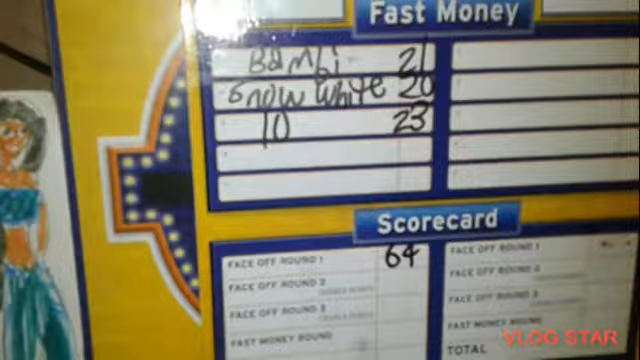 Fast Money
Bambi 21
Snow White 20
10 23
Scorecard
FACE OFF ROUND 1 64
FACE OFF ROUND 2
FACE OFF ROUND 3
FAST MONEY ROUND
FACE OFF ROUND 1
FACE OFF ROUND 2
FACE OFF ROUND 3
FAST MONEY ROUND
TOTAL
VLOG STAR